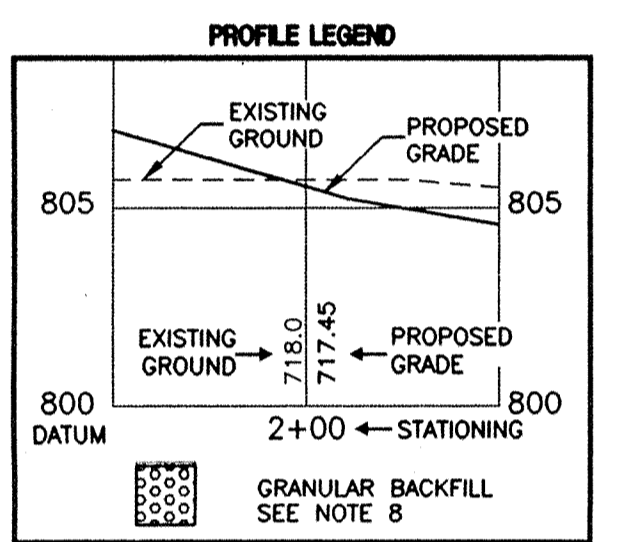 PROFILE LEGEND
EXISTING
GROUND
PROPOSED
GRADE
805
805
EXISTING
GROUND
718.0
717.45
PROPOSED
GRADE
800
800
DATUM
2+00
STATIONING
GRANULAR BACKFILL
SEE NOTE 8